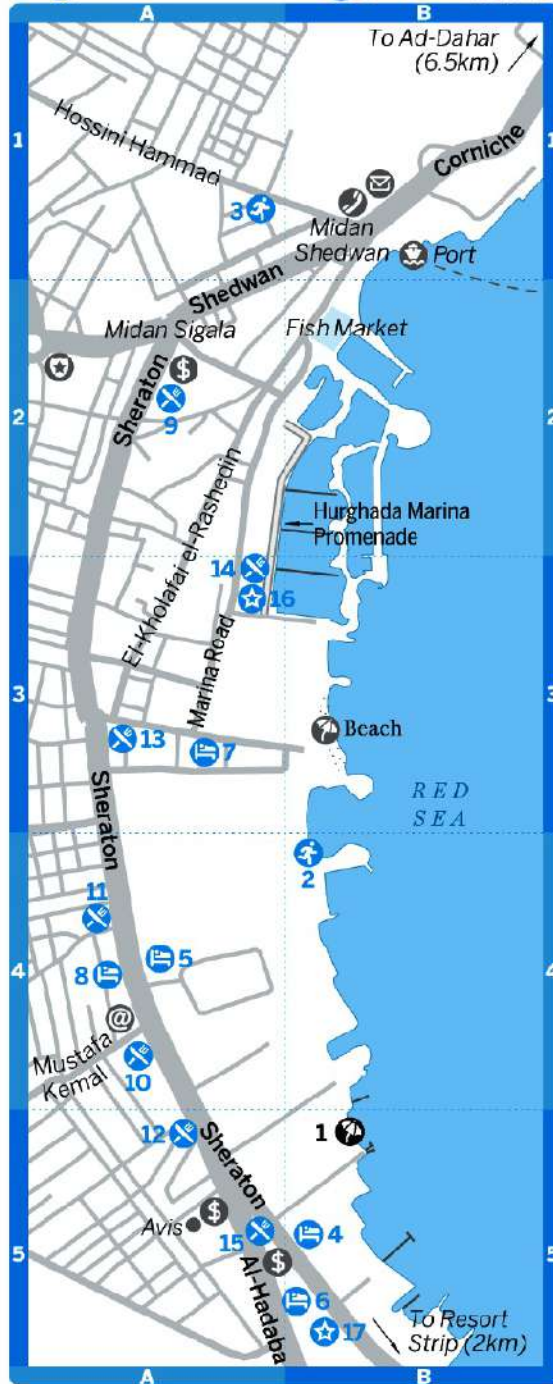 A
B
To Ad-Dahar
(6.5km)
1
1
Hossini Hammad
Corniche
3
Midan
Shedwan
Port
Shedwan
Midan Sigala
Fish Market
$
Sheraton
2
2
9
El-Kholafai el-Rashedin
Hurghada Marina
Promenade
14
16
Marina Road
3
3
13
7
Beach
RED
SEA
Sheraton
2
11
5
8
4
4
@
Mustafa
Kemal
10
12
Sheraton
1
$
Avis
15
4
5
5
$
Al-Hadaba
6
17
To Resort
Strip (2km)
A
B